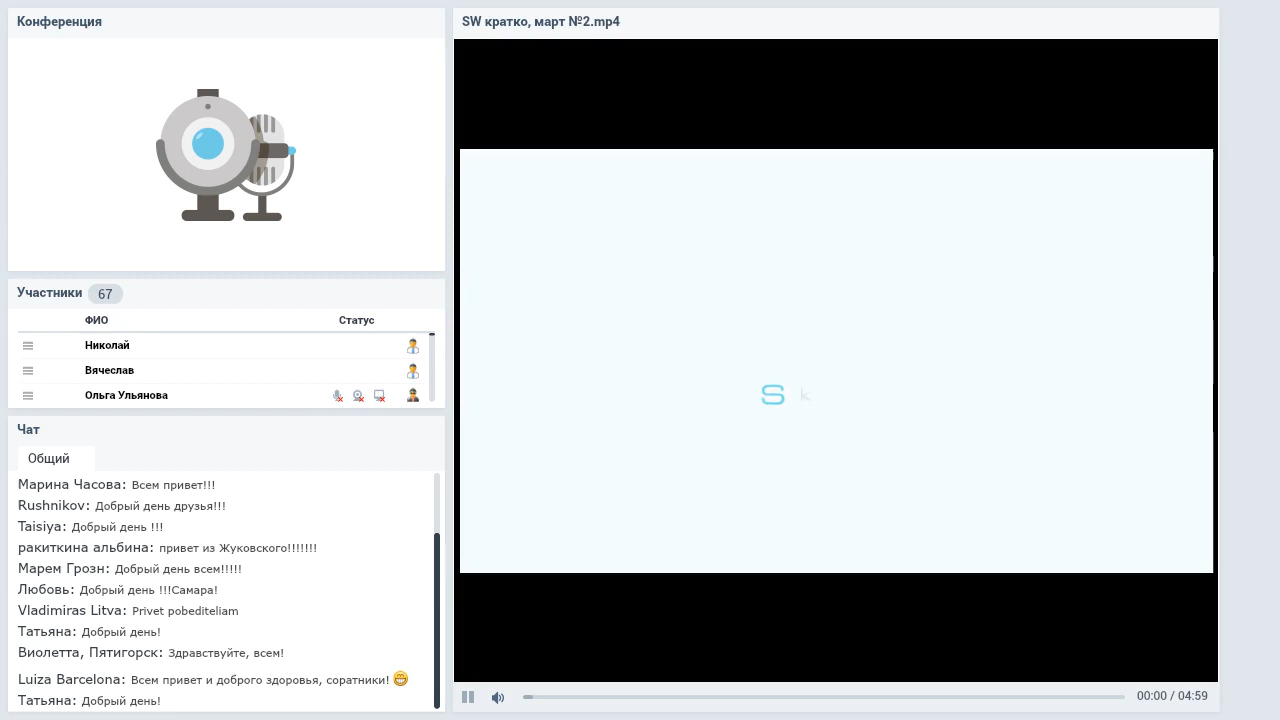 Конференция
SW кратко, март №2.mp4
Участники 67
ФИО Статус
Николай
Вячеслав
Ольга Ульянова
Чат
Общий
Марина Часова: Всем привет!!!
Rushnikov: Добрый день друзья!!!
Taisiya: Добрый день !!!
ракиткина альбина: привет из Жуковского!!!!!!!
Марем Грозн: Добрый день всем!!!!!
Любовь: Добрый день !!!Самара!
Vladimiras Litva: Privet pobediteliam
Татьяна: Добрый день!
Виолетта, Пятигорск: Здравствуйте, всем!
Luiza Barcelona: Всем привет и доброго здоровья, соратники!
Татьяна: Добрый день!
S k
00:00 / 04:59